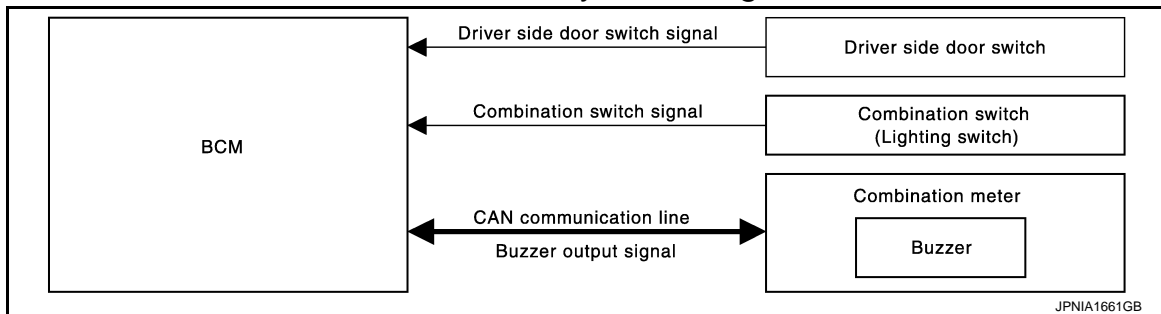 Driver side door switch signal
Driver side door switch
Combination switch signal
Combination switch
(Lighting switch)
BCM
Combination meter
CAN communication line
Buzzer output signal
Buzzer
JPNIA1661GB